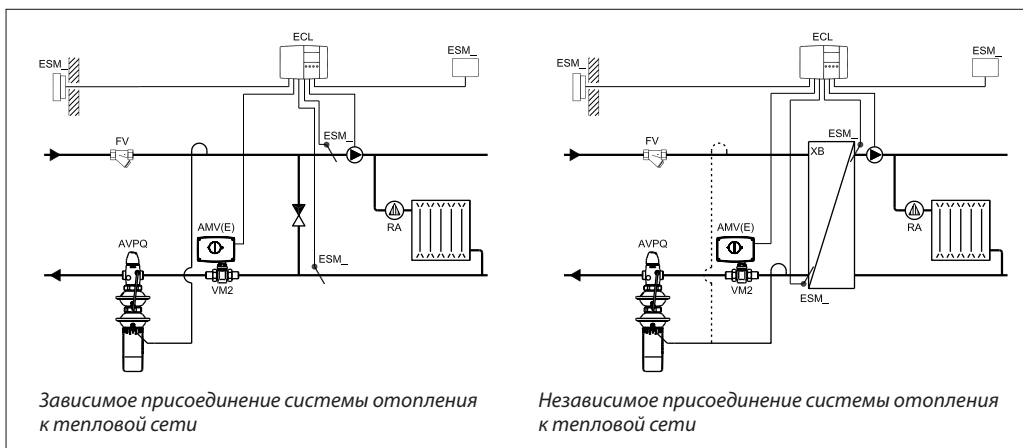 ECL
ESM_
ESM_
FV
ESM_
AMV(E)
RA
AVPQ
ESM_
VM2
Зависимое присоединение системы отопления
к тепловой сети
ECL
ESM_
ESM_
FV
ESM_
XB
AMV(E)
RA
AVPQ
VM2
ESM_
Независимое присоединение системы отопления
к тепловой сети